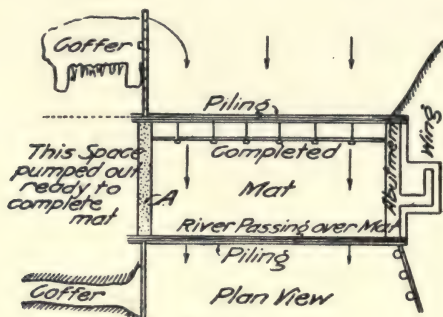 Coffer
Piling
This Space
pumped out
ready to
complete
mat
Completed
Mat
A
Abutment
Wing
River Passing over Mat
Piling
Coffer
Plan View